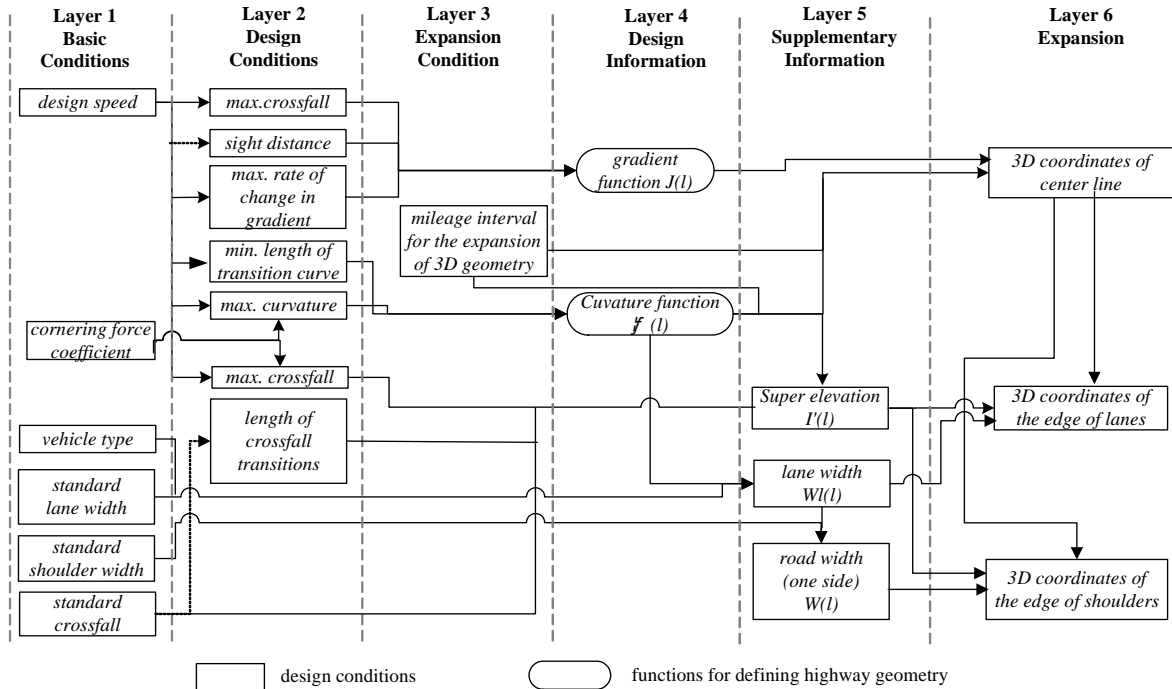 Layer 1
Basic
Conditions
Layer 2
Design
Conditions
Layer 3
Expansion
Condition
Layer 4
Design
Information
Layer 5
Supplementary
Information
Layer 6
Expansion
design speed
cornering force
coefficient
vehicle type
standard
lane width
standard
shoulder width
standard
crossfall
max.crossfall
sight distance
max. rate of
change in
gradient
min. length of
transition curve
max. curvature
max. crossfall
length of
crossfall
transitions
mileage interval
for the expansion
of 3D geometry
gradient
function J(l)
Cuvature function
(l)
Super elevation
I'(l)
lane width
Wl(l)
road width
(one side)
W(l)
3D coordinates of
center line
3D coordinates of
the edge of lanes
3D coordinates of
the edge of shoulders
design conditions
functions for defining highway geometry